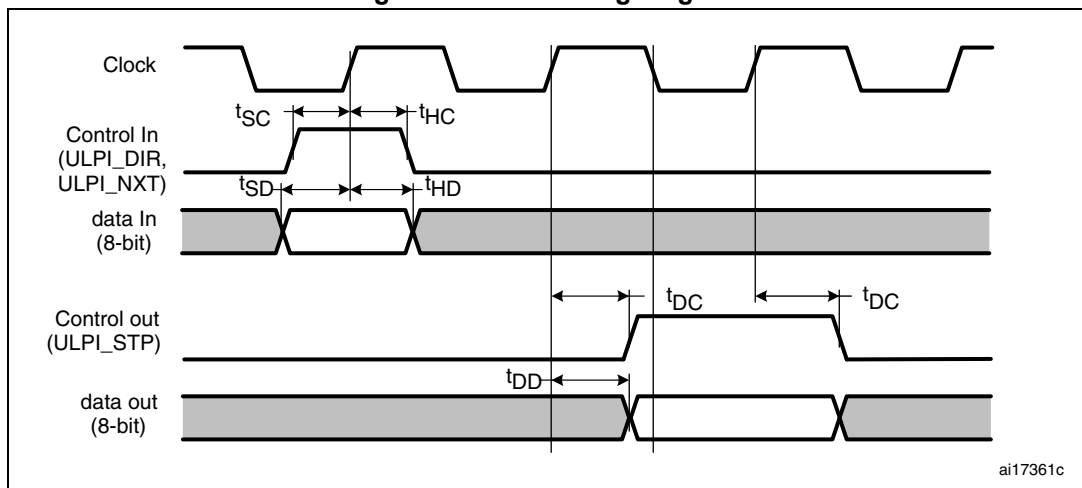 Clock
tSC
tHC
Control In
(ULPI_DIR,
ULPI_NXT)
tSD
tHD
data In
(8-bit)
tDC
tDC
Control out
(ULPI_STP)
tDD
data out
(8-bit)
ai17361c